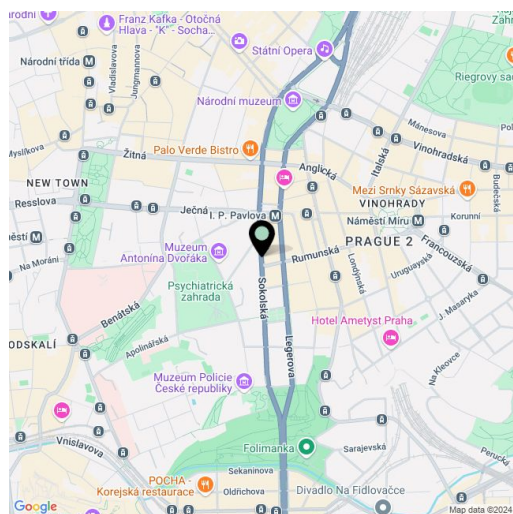 Národní
Franz Kafka - Otočná
Hlava - "K" - Socha...
Státní Opera
Národní třída
Vladislavova
Jungmannova
Národní muzeum
Riegrovy sad
Myslíkova
Žitná
Palo Verde Bistro
Anglická
Mánesova
Vinohradská
Italská
Mezi Srnky Sázavská
Budečská
NEW TOWN
Resslova
Ječná
I. P. Pavlova
VINOHRADY
Náměstí Míru
Korunní
městí
Na Moráni
Muzeum
Antonína Dvořáka
Rumunská
PRAGUE 2
Francouzská
Londýnská
Uruguayská
J. Masaryka
Psychiatrická
zahrada
Benátská
Sokolská
Legerova
Apolinářská
Hotel Ametyst Praha
ODSKALÍ
Na Kleovce
Muzeum Policie
České republiky
Vnislavova
Folimanka
Sarajevská
Perucká
Sekaninova
POCHA -
Korejská restaurace
Oldřichova
Divadlo Na Fidlovačce
Google
Map data ©2024